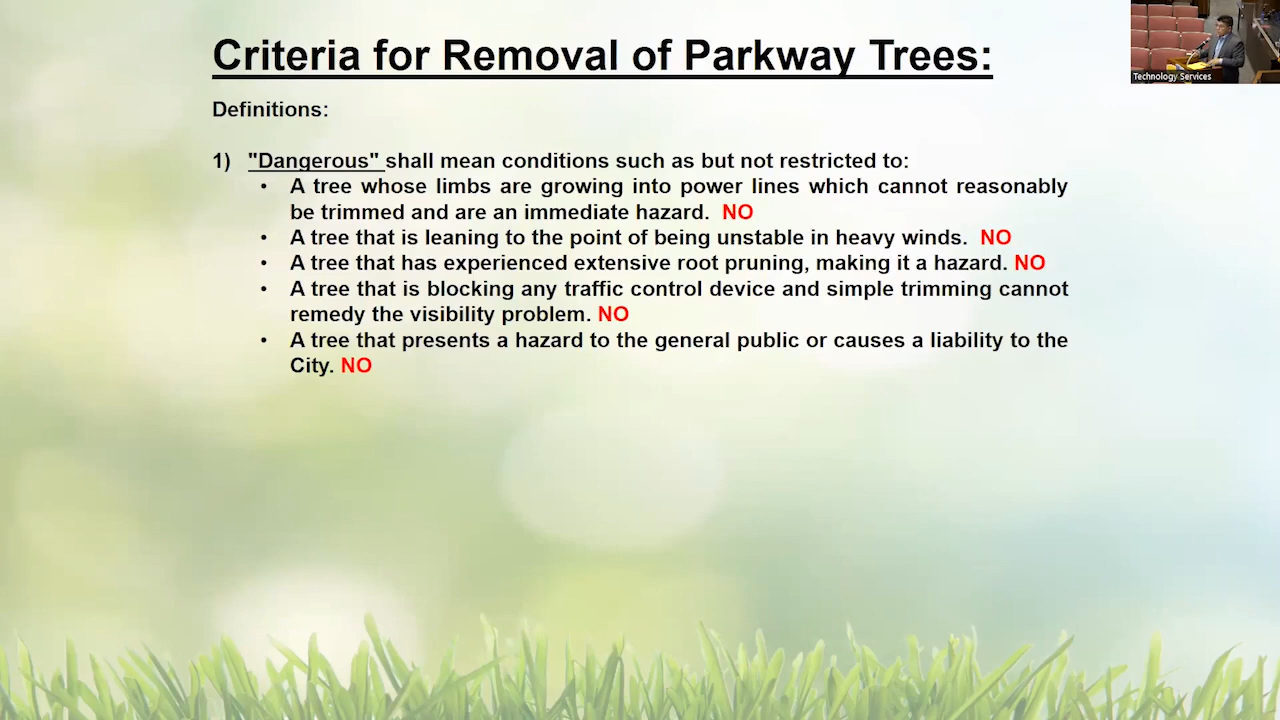 Criteria for Removal of Parkway Trees:
Technology Services
Definitions:
1) "Dangerous" shall mean conditions such as but not restricted to:
• A tree whose limbs are growing into power lines which cannot reasonably
be trimmed and are an immediate hazard. NO
• A tree that is leaning to the point of being unstable in heavy winds. NO
• A tree that has experienced extensive root pruning, making it a hazard. NO
• A tree that is blocking any traffic control device and simple trimming cannot
remedy the visibility problem. NO
• A tree that presents a hazard to the general public or causes a liability to the
City. NO